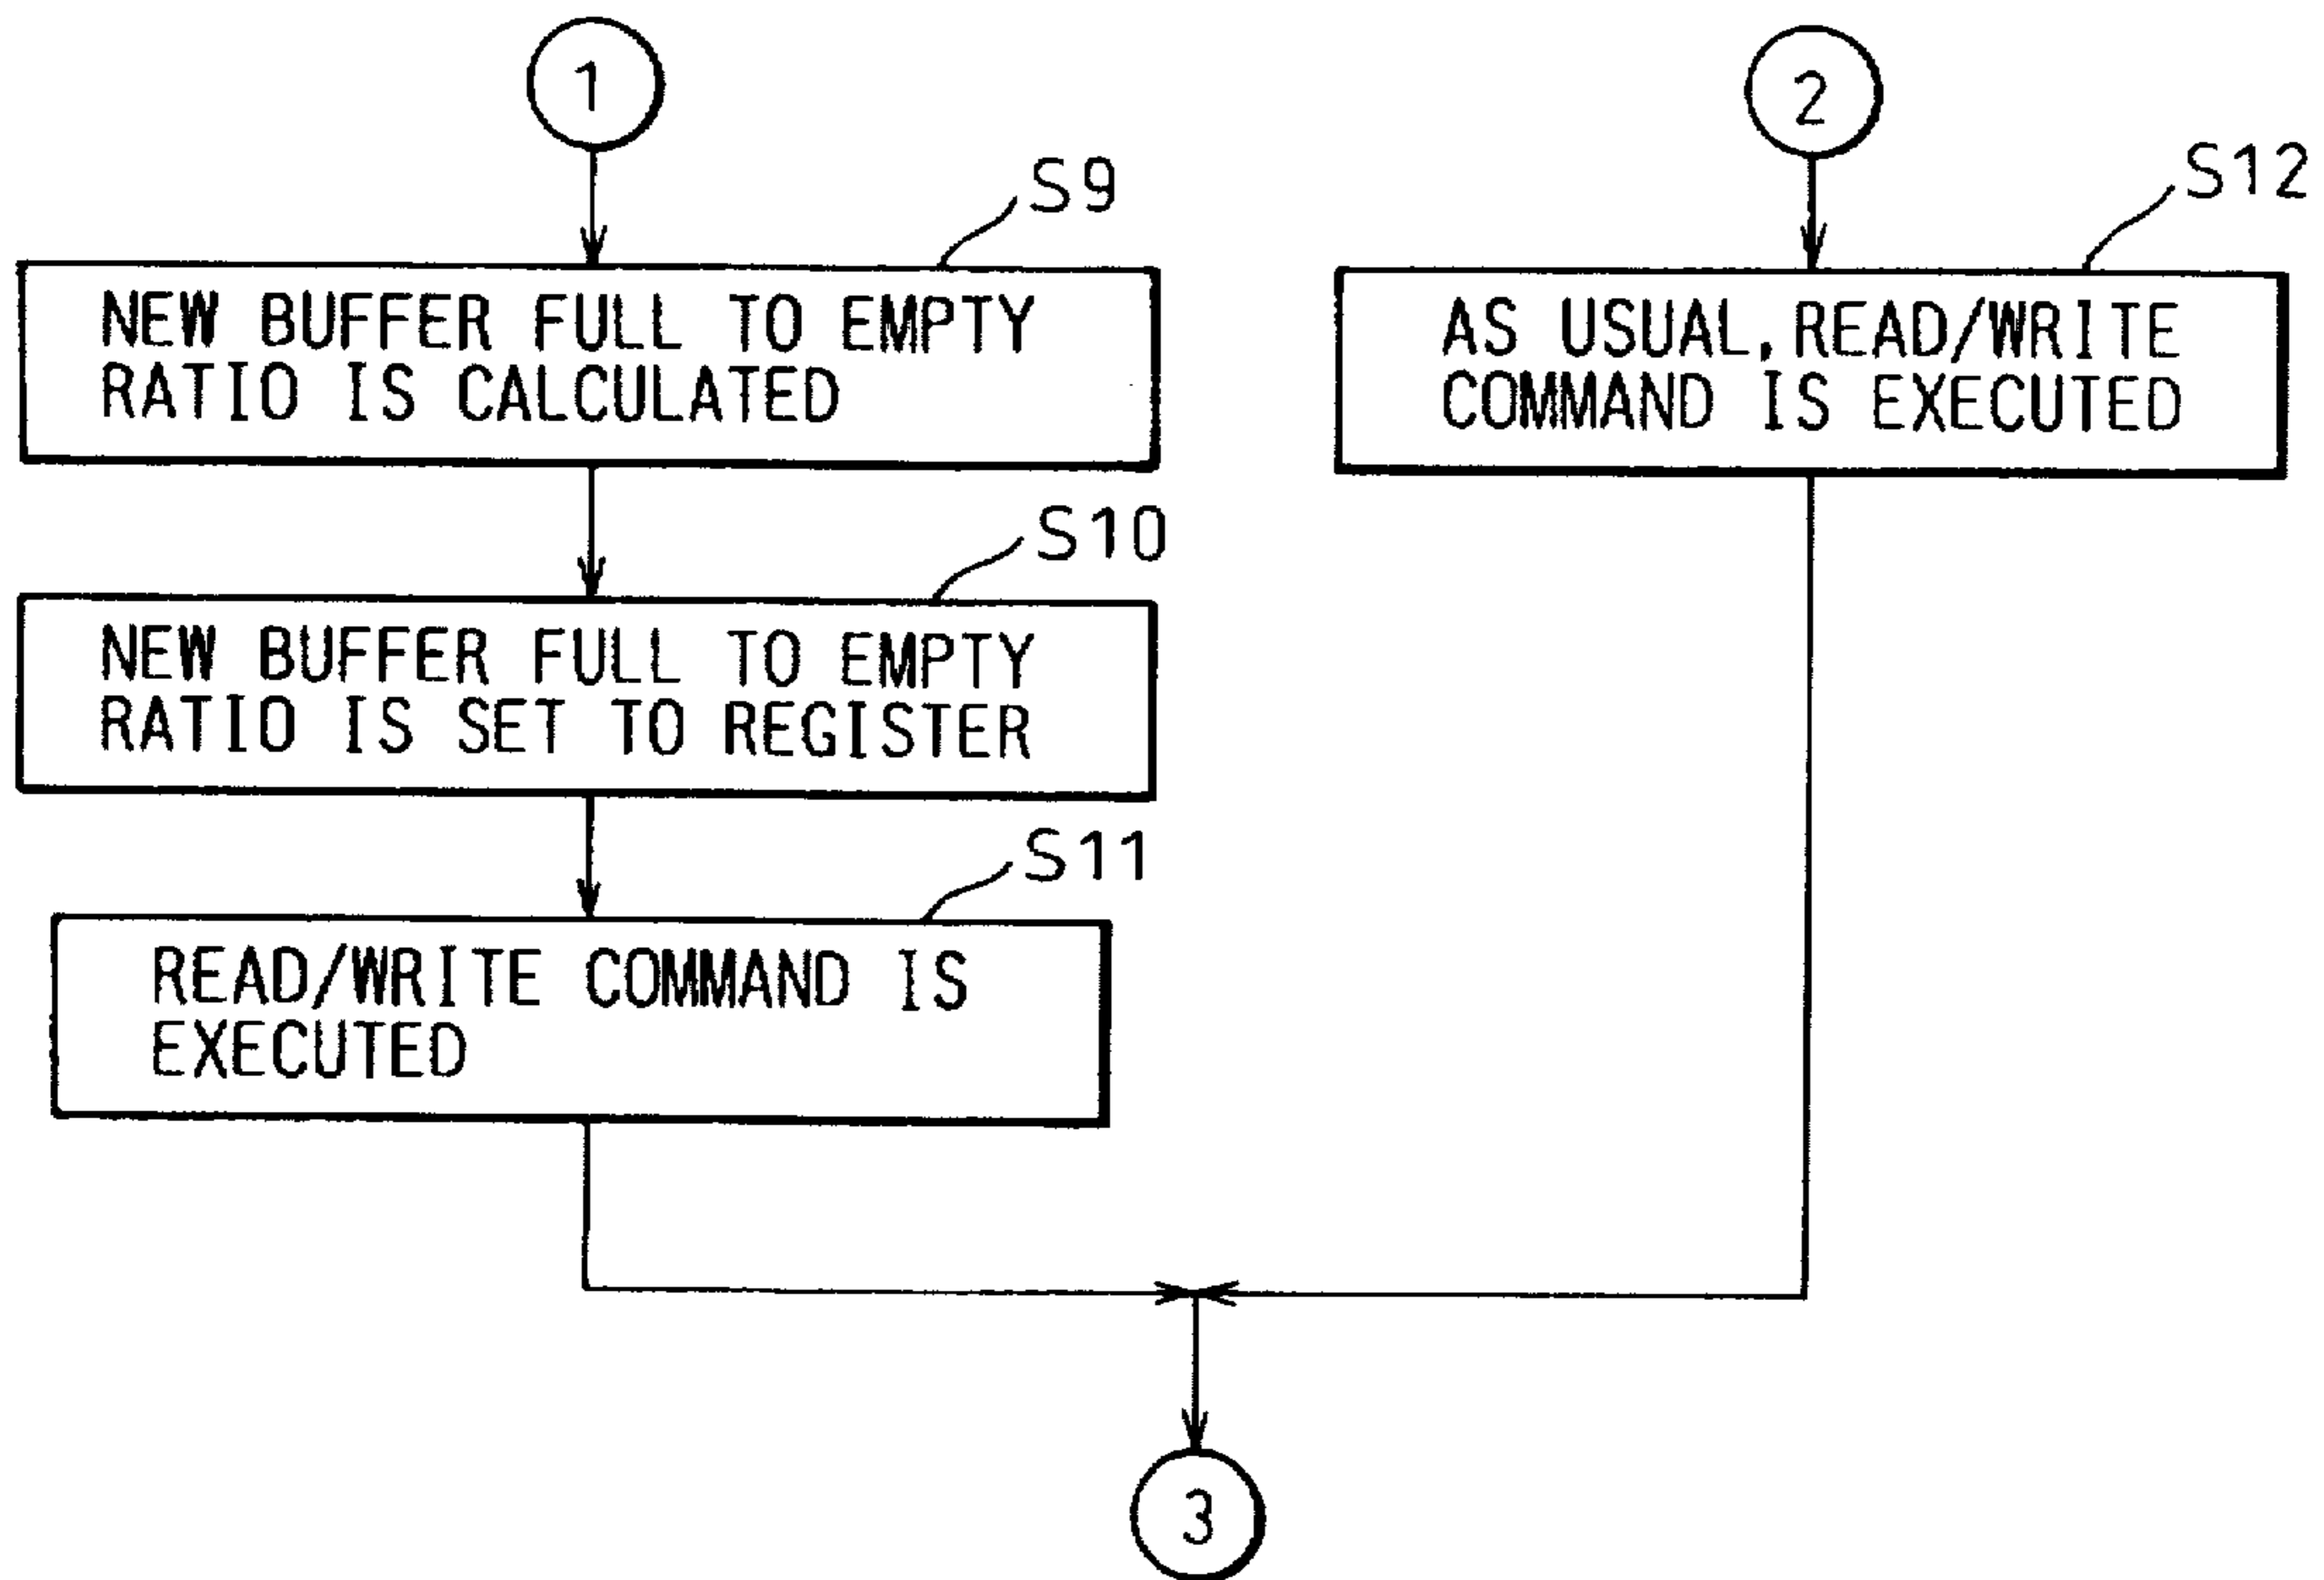 1
S9
NEW BUFFER FULL TO EMPTY
RATIO IS CALCULATED
S10
NEW BUFFER FULL TO EMPTY
RATIO IS SET TO REGISTER
S11
READ/WRITE COMMAND IS
EXECUTED
2
S12
AS USUAL,READ/WRITE
COMMAND IS EXECUTED
3